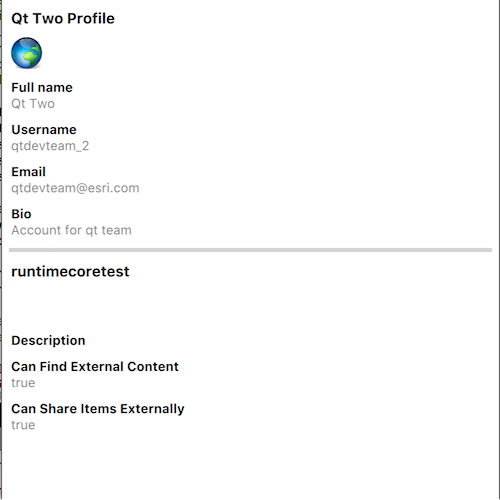 Qt Two Profile
Full name
Qt Two
Username
qtdevteam_2
Email
qtdevteam@esri.com
Bio
Account for qt team
runtimecoretest
Description
Can Find External Content
true
Can Share Items Externally
true